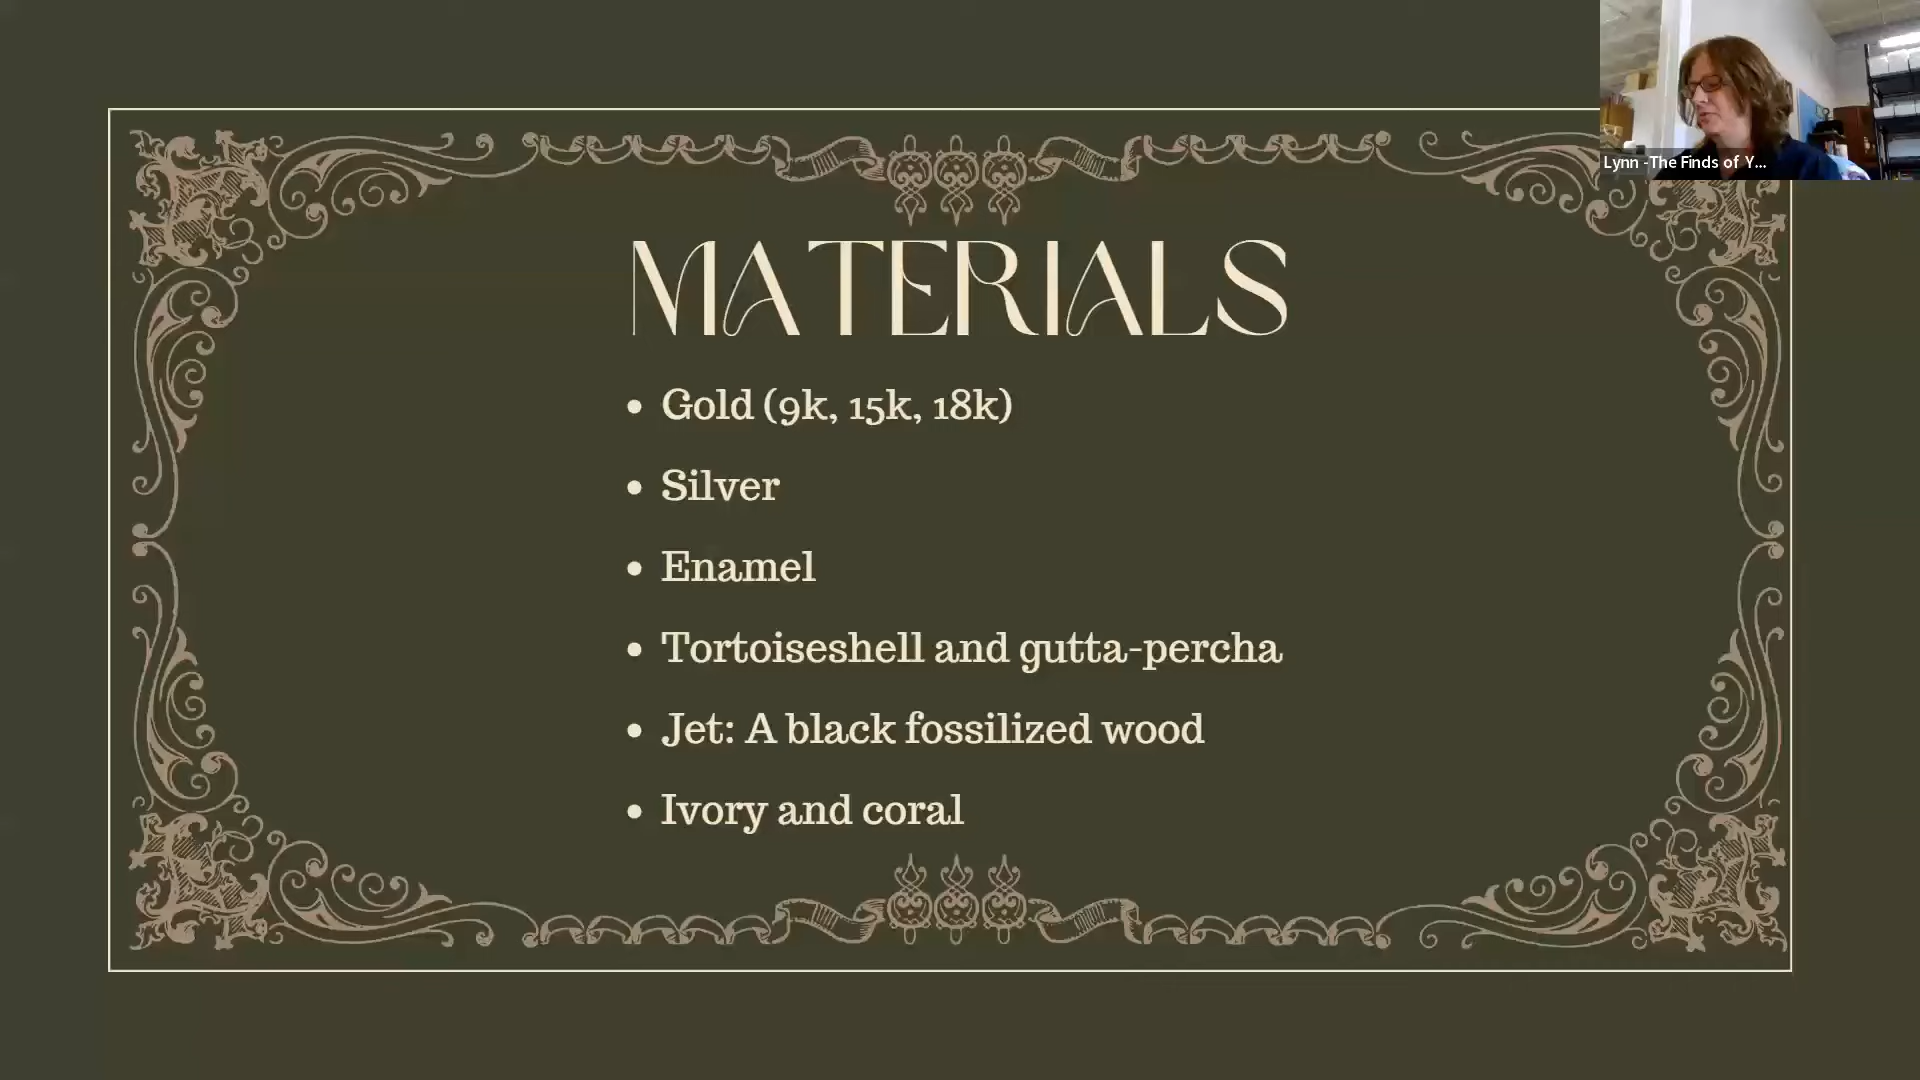 Lynn -The Finds of Y...
MATERIALS
• Gold (9k, 15k, 18k)
• Silver
• Enamel
• Tortoiseshell and gutta-percha
• Jet: A black fossilized wood
• Ivory and coral